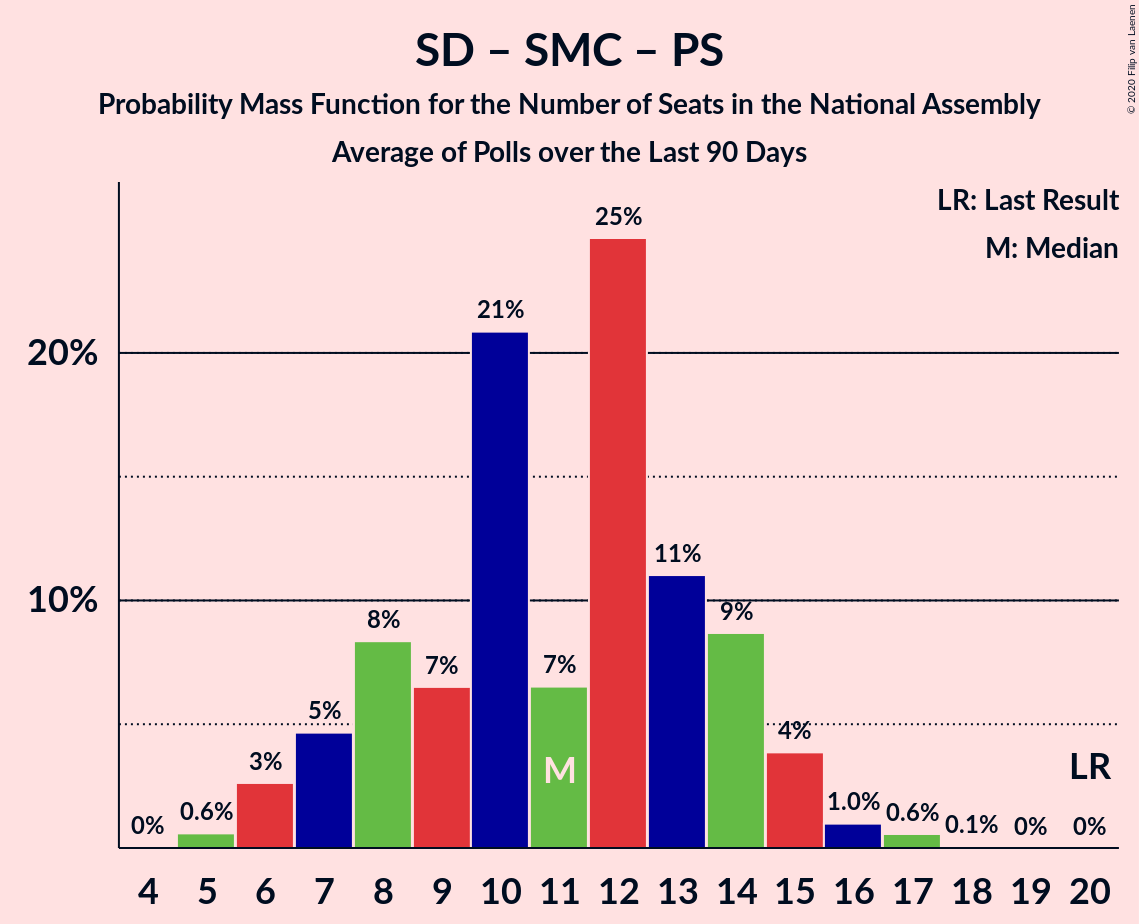 SD – SMC – PS
Probability Mass Function for the Number of Seats in the National Assembly
Average of Polls over the Last 90 Days
© 2020 Filip van Laenen
LR: Last Result
M: Median
25%
21%
20%
11%
10%
9%
8%
7%
7%
5%
4%
3%
M
LR
1.0%
0.6%
0.6%
0.1%
0%
0%
0%
4 5 6 7 8 9 10 11 12 13 14 15 16 17 18 19 20